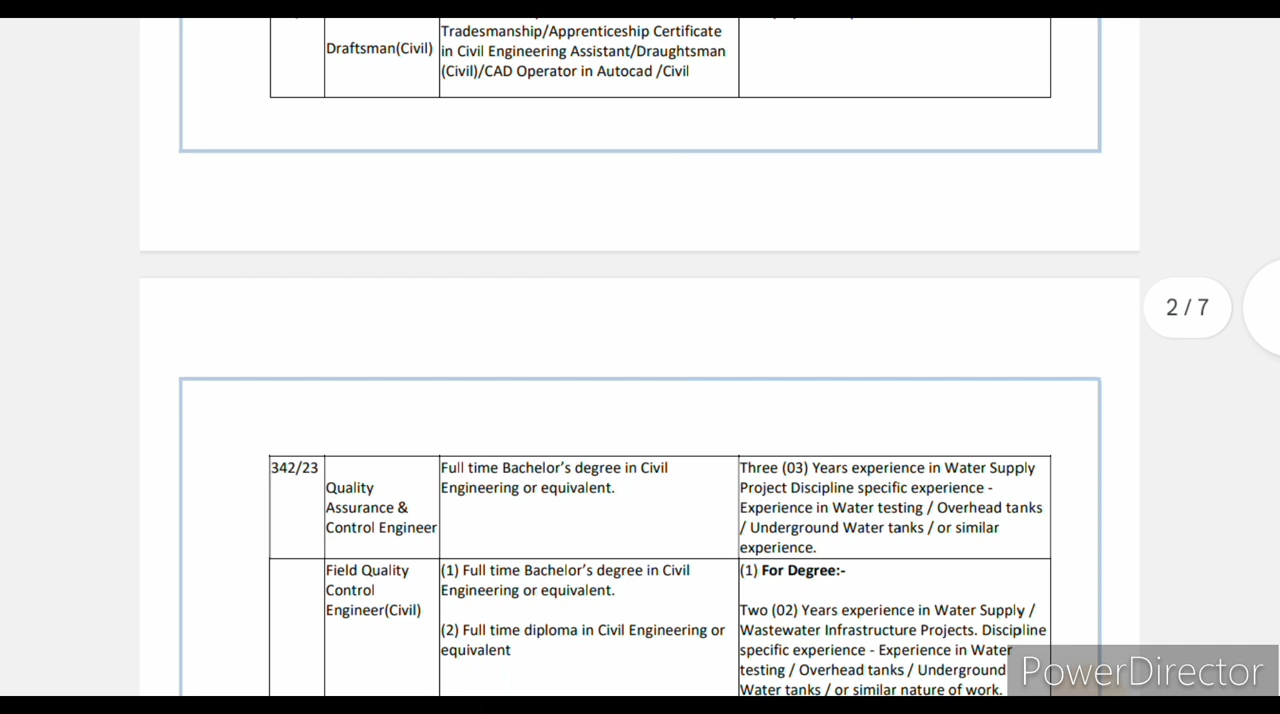 Tradesmanship/Apprenticeship Certificate
Draftsman(Civil)
in Civil Engineering Assistant/Draughtsman
(Civil)/CAD Operator in Autocad /Civil
2 / 7
342/23
Quality
Assurance &
Control Engineer
Full time Bachelor’s degree in Civil
Engineering or equivalent.
Three (03) Years experience in Water Supply
Project Discipline specific experience -
Experience in Water testing / Overhead tanks
/ Underground Water tanks / or similar
experience.
Field Quality
Control
Engineer(Civil)
(1) Full time Bachelor’s degree in Civil
Engineering or equivalent.
(2) Full time diploma in Civil Engineering or
equivalent
(1) For Degree:-
Two (02) Years experience in Water Supply /
Wastewater Infrastructure Projects. Discipline
specific experience - Experience in Water
testing / Overhead tanks / Underground
Water tanks / or similar nature of work.
PowerDirector